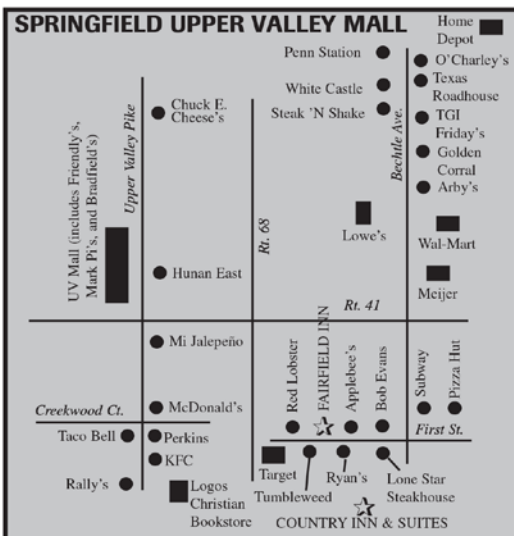 SPRINGFIELD UPPER VALLEY MALL
Home
Depot
Penn Station
O'Charley's
White Castle
Texas
Roadhouse
Chuck E.
Cheese's
Steak 'N Shake
TGI
Friday's
Golden
Corral
Arby's
Bechtle Ave.
Upper Valley Pike
UV Mall (includes Friendly's,
Mark Pi's, and Bradfield's)
Rt. 68
Lowe's
Wal-Mart
Hunan East
Meijer
Rt. 41
Mi Jalepeño
Red Lobster
FAIRFIELD INN
Applebee's
Bob Evans
Subway
Pizza Hut
Creekwood Ct.
McDonald's
First St.
Taco Bell
Perkins
KFC
Rally's
Logos
Christian
Bookstore
Target
Tumbleweed
Ryan's
Lone Star
Steakhouse
COUNTRY INN & SUITES